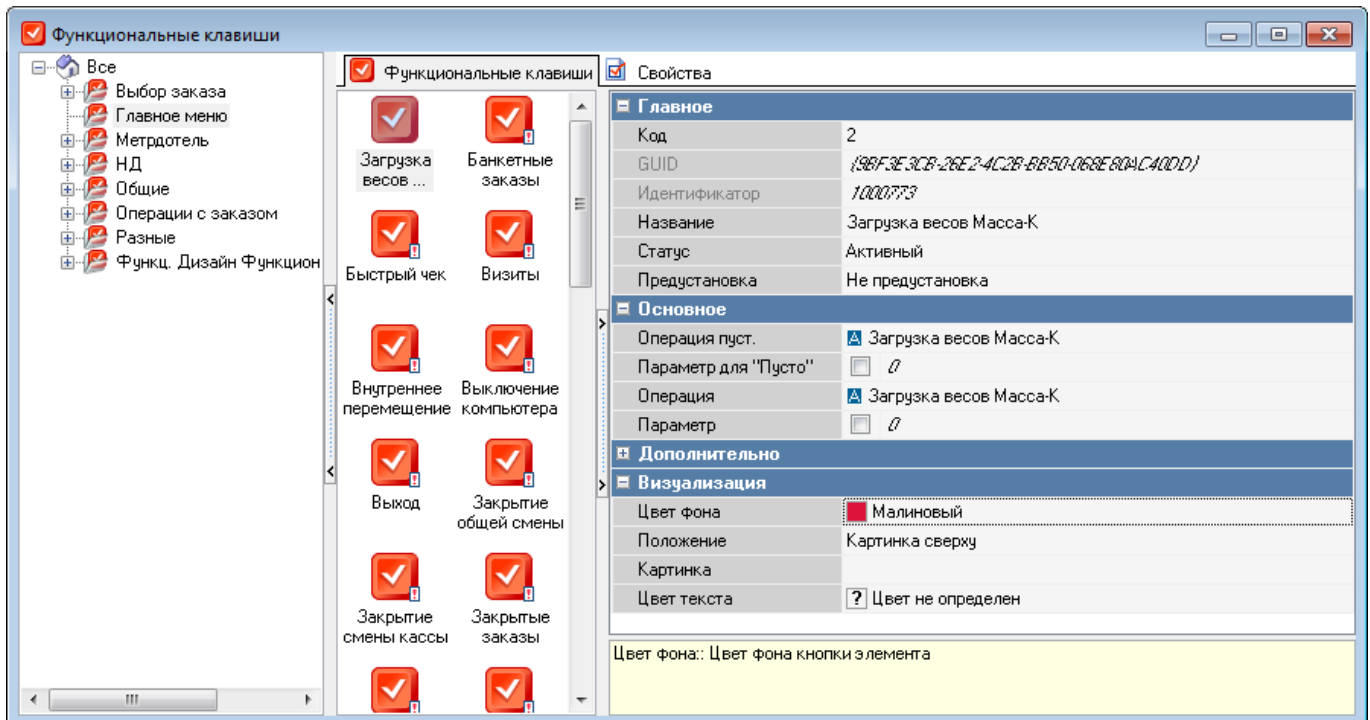 Функциональные клавиши
Все
Выбор заказа
Главное меню
Метрдотель
НД
Общие
Операции с заказом
Разные
Функц. Дизайн Функцион
Функциональные клавиши
Загрузка
весов ...
Банкетные
заказы
Быстрый чек
Визиты
Внутреннее
перемещение
Выключение
компьютера
Выход
Закрытие
общей смены
Закрытие
смены кассы
Закрытые
заказы
Свойства
Главное
Код 2
GUID {9BF3E3CB-26E2-4C2B-BB50-068E80AC40DD}
Идентификатор 1000773
Название Загрузка весов Масса-К
Статус Активный
Предустановка Не предустановка
Основное
Операция пуст. Загрузка весов Масса-К
Параметр для "Пусто" 0
Операция Загрузка весов Масса-К
Параметр 0
Дополнительно
Визуализация
Цвет фона Малиновый
Положение Картинка сверху
Картинка
Цвет текста ? Цвет не определен
Цвет фона:: Цвет фона кнопки элемента